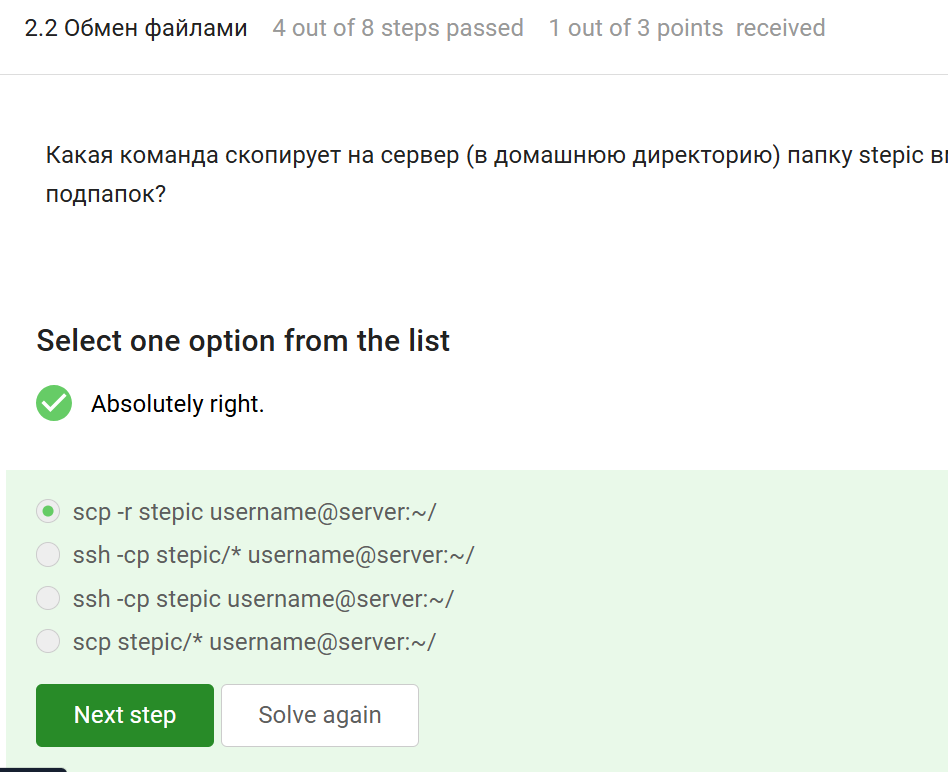 2.2 Обмен файлами 4 out of 8 steps passed 1 out of 3 points received
Какая команда скопирует на сервер (в домашнюю директорию) папку stepic
подпапок?
Select one option from the list
Absolutely right.
scp -r stepic username@server:~/
ssh -cp stepic/* username@server:~/
ssh -cp stepic username@server:~/
scp stepic/* username@server:~/
Next step Solve again